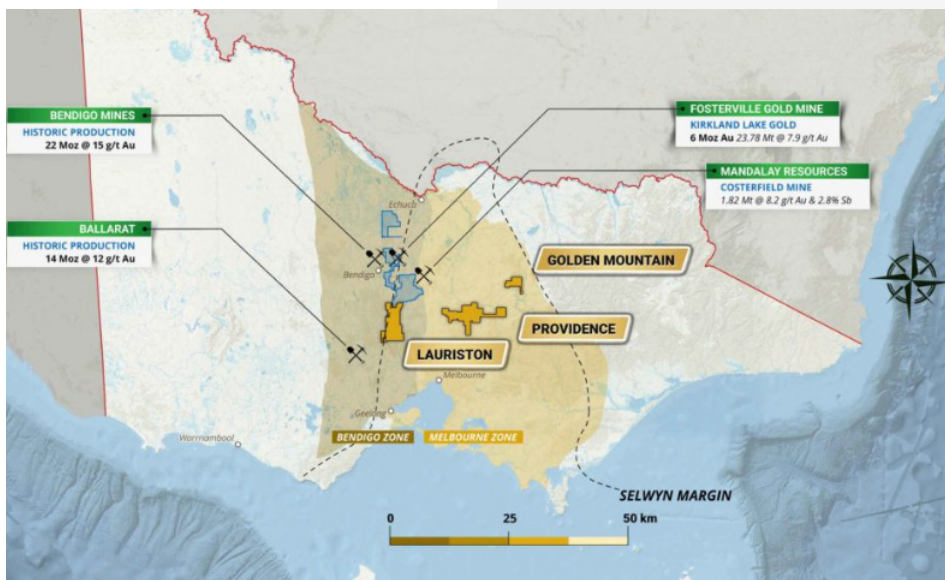 BENDIGO MINES
HISTORIC PRODUCTION
22 Moz @ 15 g/t Au
FOSTERVILLE GOLD MINE
KIRKLAND LAKE GOLD
6 Moz Au 23.78 Mt @ 7.9 g/t Au
MANDALAY RESOURCES
COSTERFIELD MINE
1.82 Mt @ 8.2 g/t Au & 2.8% Sb
Echuca
BALLARAT
HISTORIC PRODUCTION
14 Moz @ 12 g/t Au
Bendigo
GOLDEN MOUNTAIN
PROVIDENCE
LAURISTON
Melbourne
Geelong
Warrnambool
BENDIGO ZONE
MELBOURNE ZONE
SELWYN MARGIN
0 25 50 km